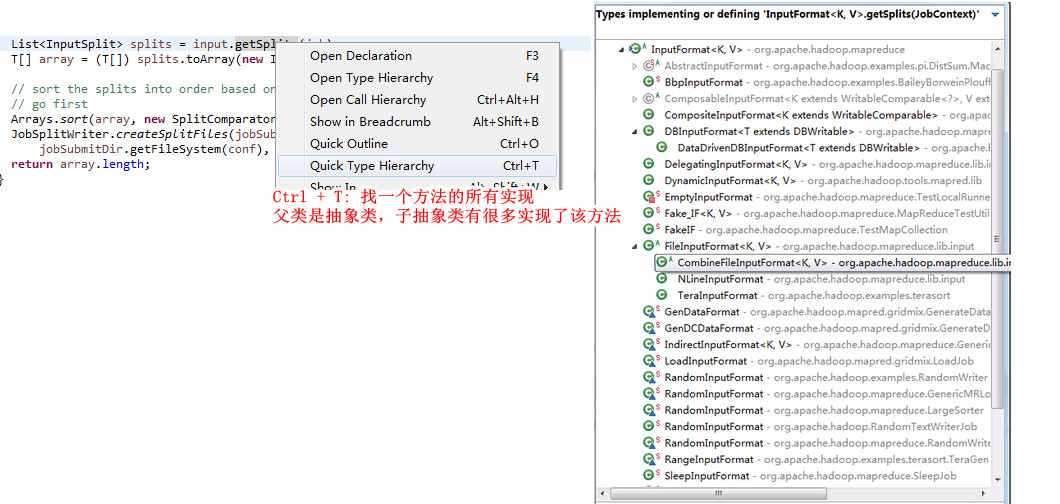 List<InputSplit> splits = input.getSplit
T[] array = (T[]) splits.toArray(new I
// sort the splits into order based on
// go first
Arrays.sort(array, new SplitComparator
JobSplitWriter.createSplitFiles(jobSub
jobSubmitDir.getFileSystem(conf),
return array.length;
}
Open Declaration F3
Open Type Hierarchy F4
Open Call Hierarchy Ctrl+Alt+H
Show in Breadcrumb Alt+Shift+B
Quick Outline Ctrl+O
Quick Type Hierarchy Ctrl+T
Show In Alt+Shift+W
Ctrl + T: 找一个方法的所有实现
父类是抽象类，子抽象类有很多实现了该方法
Types implementing or defining 'InputFormat<K, V>.getSplits(JobContext)'
InputFormat<K, V> - org.apache.hadoop.mapreduce
AbstractInputFormat - org.apache.hadoop.examples.pi.DistSum.Mac
BbpInputFormat - org.apache.hadoop.examples.BaileyBorweinPlouff
ComposableInputFormat<K extends WritableComparable<?>, V ext
CompositeInputFormat<K extends WritableComparable>
DBInputFormat<T extends DBWritable> - org.apache.hadoop.mapre
DataDrivenDBInputFormat<T extends DBWritable> - org.apache.h
DelegatingInputFormat<K, V> - org.apache.hadoop.mapreduce.lib.
DynamicInputFormat - org.apache.hadoop.tools.mapred.lib
EmptyInputFormat - org.apache.hadoop.mapreduce.TestLocalRunne
Fake_IF<K, V> - org.apache.hadoop.mapreduce.MapReduceTestUtil
FakeIF - org.apache.hadoop.mapreduce.TestMapCollection
FileInputFormat<K, V> - org.apache.hadoop.mapreduce.lib.input
CombineFileInputFormat<K, V> - org.apache.hadoop.mapreduce.lib.in
NLineInputFormat - org.apache.hadoop.mapreduce.lib.input
TeraInputFormat - org.apache.hadoop.examples.terasort
GenDataFormat - org.apache.hadoop.mapred.gridmix.GenerateData
GenDCDataFormat - org.apache.hadoop.mapred.gridmix.GenerateD
IndirectInputFormat<K, V> - org.apache.hadoop.mapreduce.Generic
LoadInputFormat - org.apache.hadoop.mapred.gridmix.LoadJob
RandomInputFormat - org.apache.hadoop.examples.RandomWriter
RandomInputFormat - org.apache.hadoop.mapreduce.GenericMRLo
RandomInputFormat - org.apache.hadoop.mapreduce.LargeSorter
RandomInputFormat - org.apache.hadoop.RandomTextWriterJob
RandomInputFormat - org.apache.hadoop.mapreduce.RandomWrite
RangeInputFormat - org.apache.hadoop.examples.terasort.TeraGen
SleepInputFormat - org.apache.hadoop.mapreduce.SleepJob